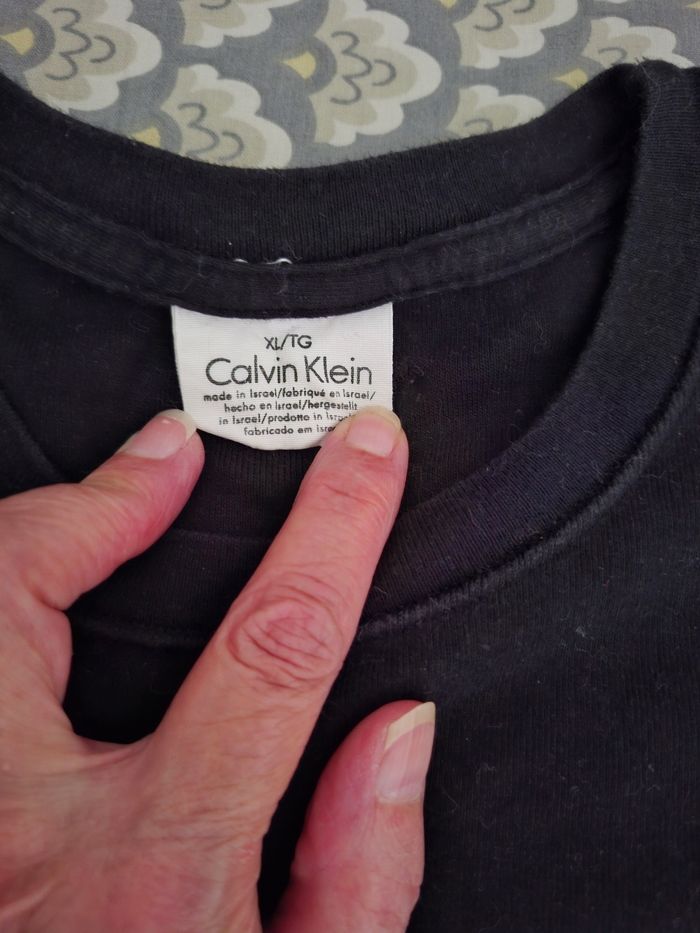 XL/TG
Calvin Klein
made in Israel/fabriqué en Israel/
hecho en Israel/hergestellt
in Israel/prodotto in
fabricado em